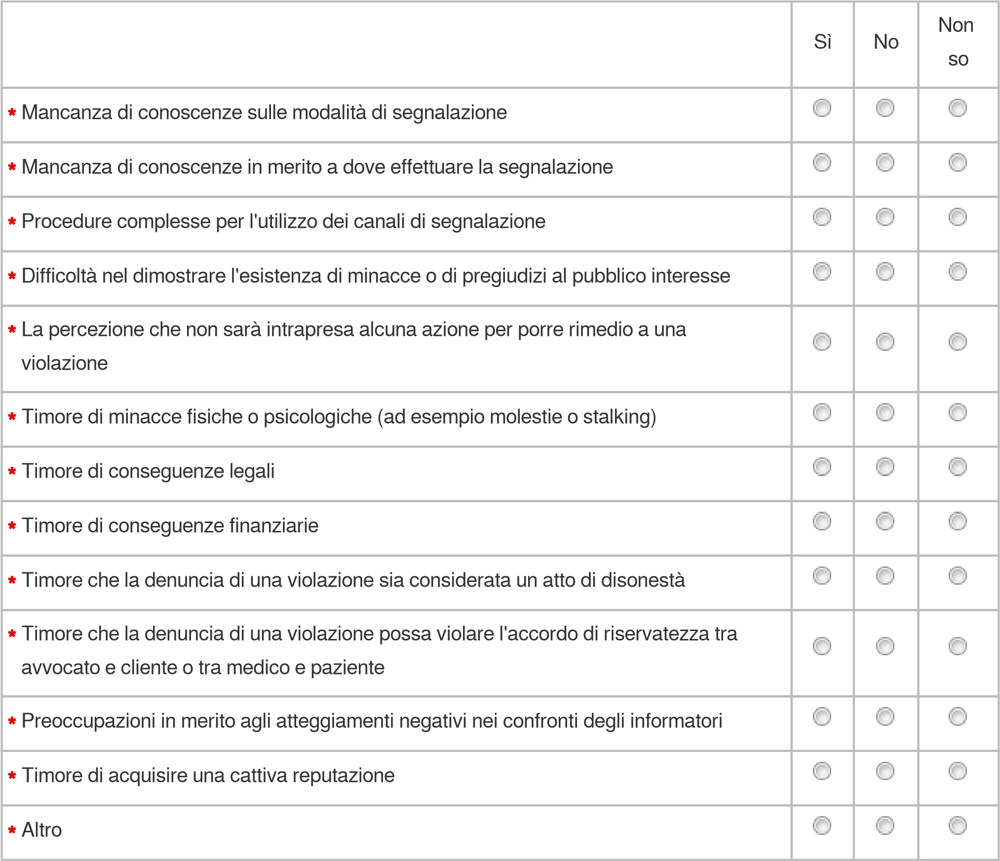 Sì No Non
so
* Mancanza di conoscenze sulle modalità di segnalazione
* Mancanza di conoscenze in merito a dove effettuare la segnalazione
* Procedure complesse per l'utilizzo dei canali di segnalazione
* Difficoltà nel dimostrare l'esistenza di minacce o di pregiudizi al pubblico interesse
* La percezione che non sarà intrapresa alcuna azione per porre rimedio a una
violazione
* Timore di minacce fisiche o psicologiche (ad esempio molestie o stalking)
* Timore di conseguenze legali
* Timore di conseguenze finanziarie
* Timore che la denuncia di una violazione sia considerata un atto di disonestà
* Timore che la denuncia di una violazione possa violare l'accordo di riservatezza tra
avvocato e cliente o tra medico e paziente
* Preoccupazioni in merito agli atteggiamenti negativi nei confronti degli informatori
* Timore di acquisire una cattiva reputazione
* Altro